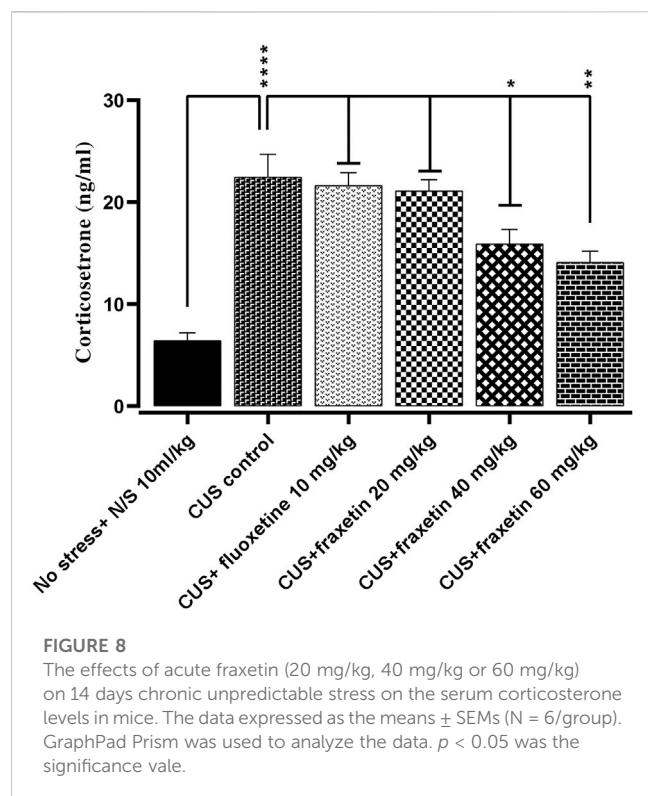 ****
*
**
30
20
10
0
Corticosetrone (ng/ml)
No stress+ N/S 10ml/kg
CUS control
CUS+ fluoxetine 10 mg/kg
CUS+fraxetin 20 mg/kg
CUS+fraxetin 40 mg/kg
CUS+fraxetin 60 mg/kg
FIGURE 8
The effects of acute fraxetin (20 mg/kg, 40 mg/kg or 60 mg/kg)
on 14 days chronic unpredictable stress on the serum corticosterone
levels in mice. The data expressed as the means ± SEMs (N = 6/group).
GraphPad Prism was used to analyze the data. p < 0.05 was the
significance vale.